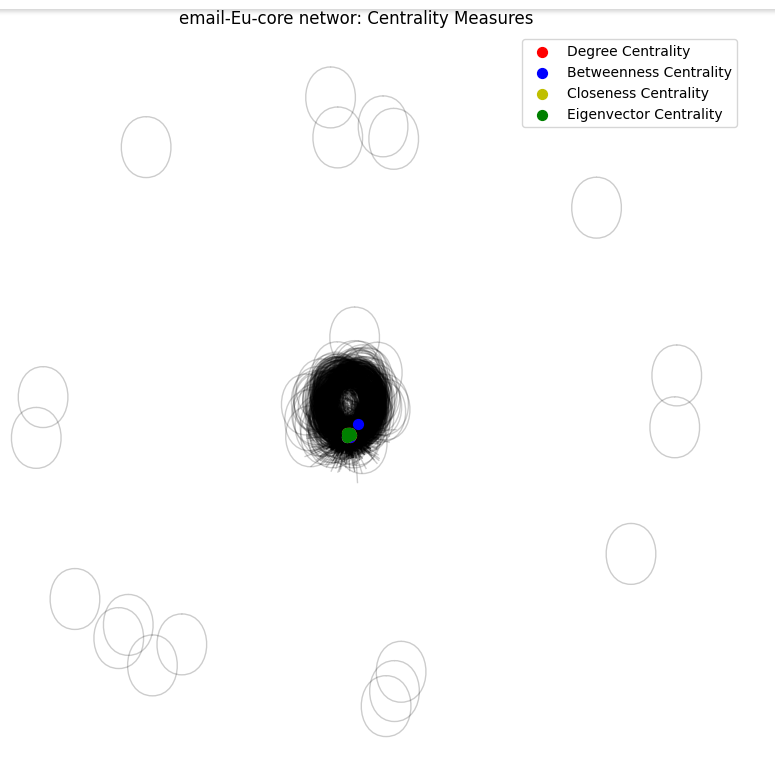 email-Eu-core networ: Centrality Measures
Degree Centrality
Betweenness Centrality
Closeness Centrality
Eigenvector Centrality